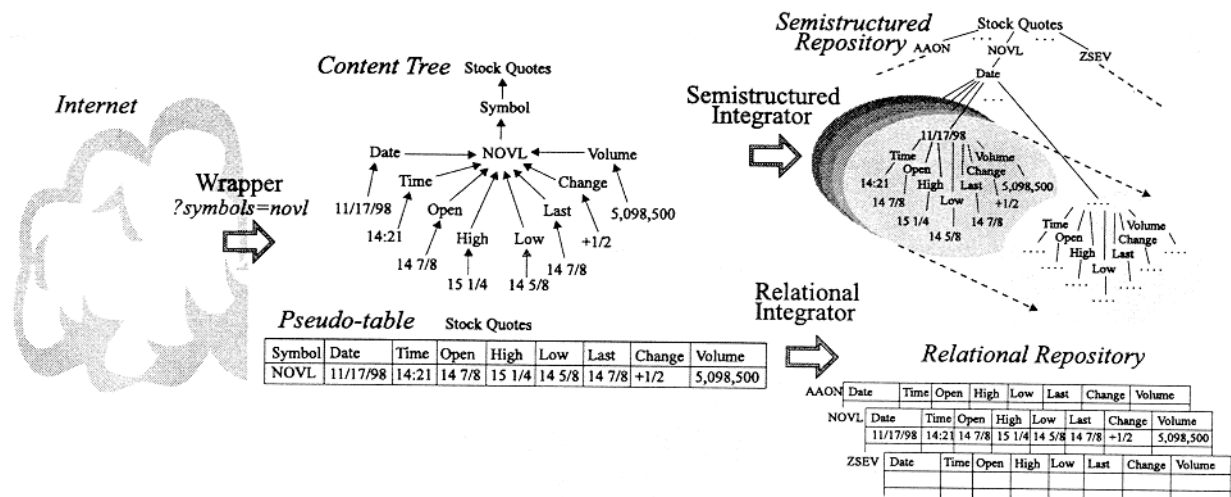 Internet
Wrapper
?symbols=novl
Content Tree
Stock Quotes
Symbol
Date NOVL Volume
Time Change
11/17/98 Open Last 5,098,500
14:21 High Low +1/2
14 7/8 14 7/8
15 1/4 14 5/8
Pseudo-table Stock Quotes
Symbol Date Time Open High Low Last Change Volume
NOVL 11/17/98 14:21 14 7/8 15 1/4 14 5/8 14 7/8 +1/2 5,098,500
Semistructured
Integrator
Relational
Integrator
Semistructured
Repository
Stock Quotes
AAON .... NOVL .... ZSEV
Date
....
11/17/98
Time Volume
Open Change
14:21 High Last 5,098,500
14 7/8 Low +1/2
15 1/4 14 7/8
14 5/8
....
Time Volume
Open Change
High Last
Low
.... ....
.... ....
.... ....
....
Relational Repository
AAON Date Time Open High Low Last Change Volume
NOVL Date Time Open High Low Last Change Volume
11/17/98 14:21 14 7/8 15 1/4 14 5/8 14 7/8 +1/2 5,098,500
ZSEV Date Time Open High Low Last Change Volume